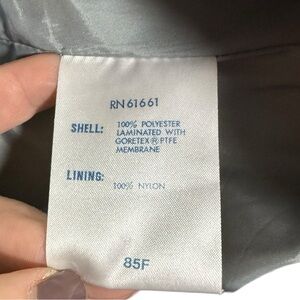 RN 61661
SHELL: 100% POLYESTER
LAMINATED WITH
GORETEX ® PTFE
MEMBRANE
LINING:
100% NYLON
85F